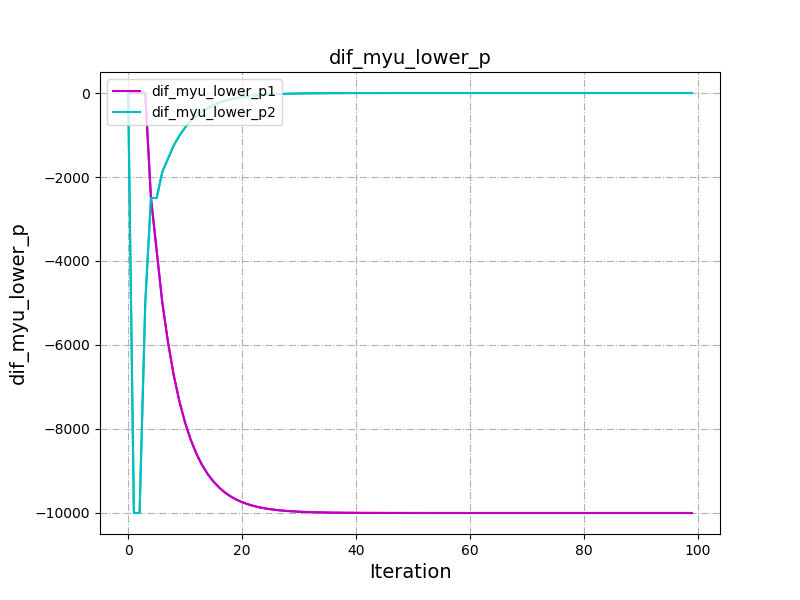 dif_myu_lower_p
dif_myu_lower_p1
dif_myu_lower_p2
0
−2000
−4000
−6000
−8000
−10000
dif_myu_lower_p
0 20 40 60 80 100
Iteration